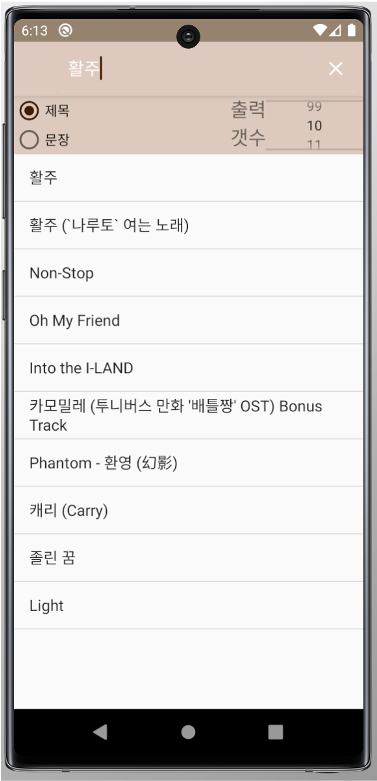 6:13
활주
제목
문장
출력
갯수
99
10
11
활주
활주 (`나루토` 여는 노래)
Non-Stop
Oh My Friend
Into the I-LAND
카모밀레 (투니버스 만화 '배틀짱' OST) Bonus
Track
Phantom - 환영 (幻影)
캐리 (Carry)
졸린 꿈
Light